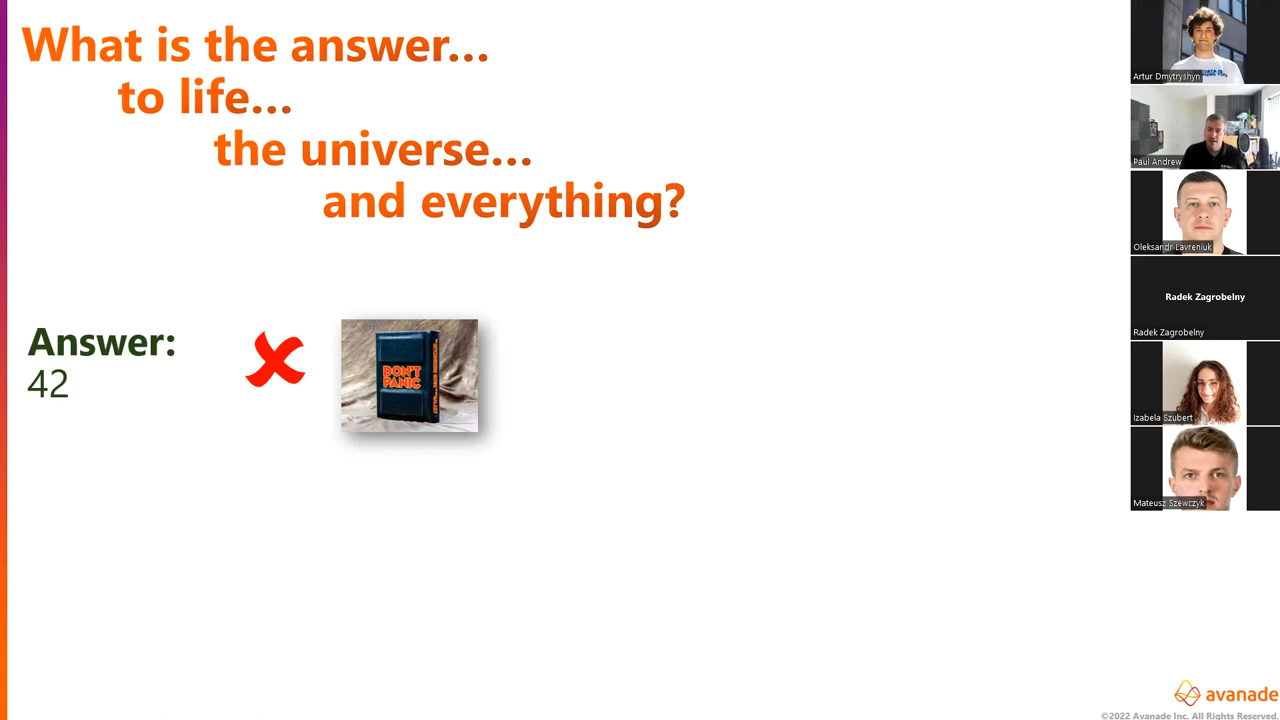 What is the answer...
to life...
the universe...
and everything?
Answer:
42
DON'T
PANIC
Artur Dmytryshyn
Paul Andrew
Oleksandr Lavreniuk
Radek Zagrobelny
Radek Zagrobelny
Izabela Szubert
Mateusz Szewczyk
avanade
©2022 Avanade Inc. All Rights Reserved.